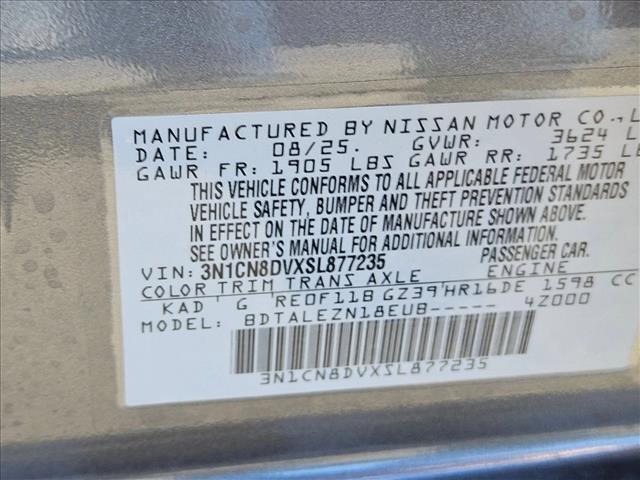 MANUFACTURED BY NISSAN MOTOR CO.,L
DATE: 08/25. GVWR: 3624 L
GAWR FR: 1905 LBS GAWR RR: 1735 LB
THIS VEHICLE CONFORMS TO ALL APPLICABLE FEDERAL MOTOR
VEHICLE SAFETY, BUMPER AND THEFT PREVENTION STANDARDS
IN EFFECT ON THE DATE OF MANUFACTURE SHOWN ABOVE.
SEE OWNER'S MANUAL FOR ADDITIONAL INFORMATION.
VIN: 3N1CN8DVXSL877235 PASSENGER CAR.
COLOR TRIM TRANS AXLE ENGINE
KAD G RE0F11B GZ39 HR16DE 1598 CC
MODEL: BDTALEZN18EUB----- 4Z000
3N1CN8DVXSL877235